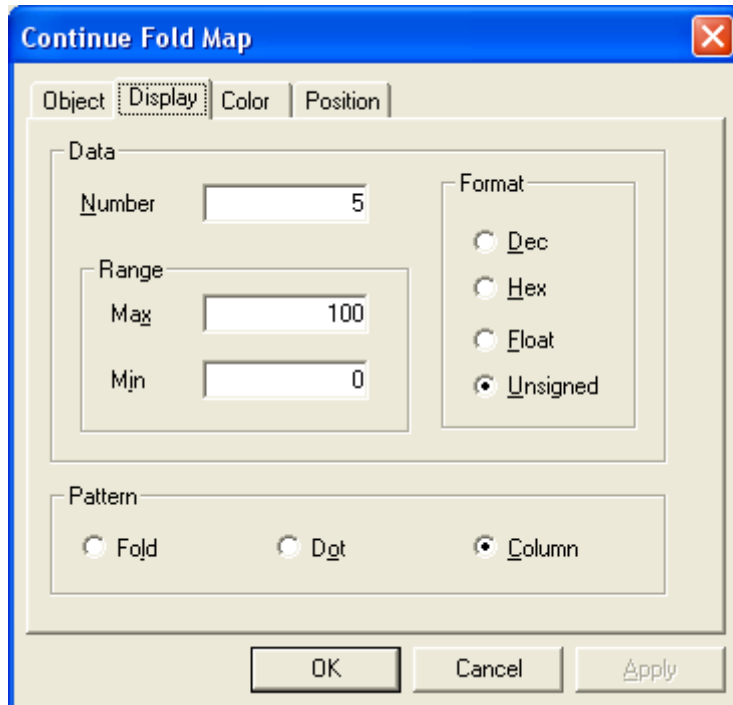 Continue Fold Map
Object Display Color Position
Data
Number 5
Format
Dec
Hex
Float
Unsigned
Range
Max 100
Min 0
Pattern
Fold Dot Column
OK Cancel Apply